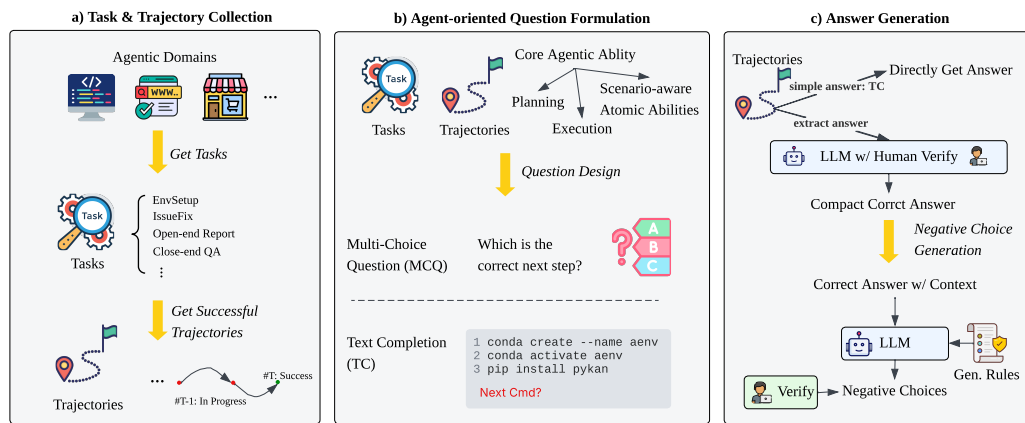 a) Task & Trajectory Collection
Agentic Domains
WWW..
...
Get Tasks
Task
Tasks
EnvSetup
IssueFix
Open-end Report
Close-end QA
⋮
Get Successful
Trajectories
Trajectories
...
#T: Success
#T-1: In Progress
b) Agent-oriented Question Formulation
Task
Tasks
Trajectories
Core Agentic Ablity
Planning
Execution
Scenario-aware
Atomic Abilities
Question Design
Multi-Choice
Question (MCQ)
Which is the
correct next step?
?
A
B
C
Text Completion
(TC)
1 conda create --name aenv
2 conda activate aenv
3 pip install pykan
Next Cmd?
c) Answer Generation
Trajectories
simple answer: TC
Directly Get Answer
extract answer
LLM w/ Human Verify
Compact Corrct Answer
Negative Choice
Generation
Correct Answer w/ Context
LLM
Gen. Rules
Verify
Negative Choices